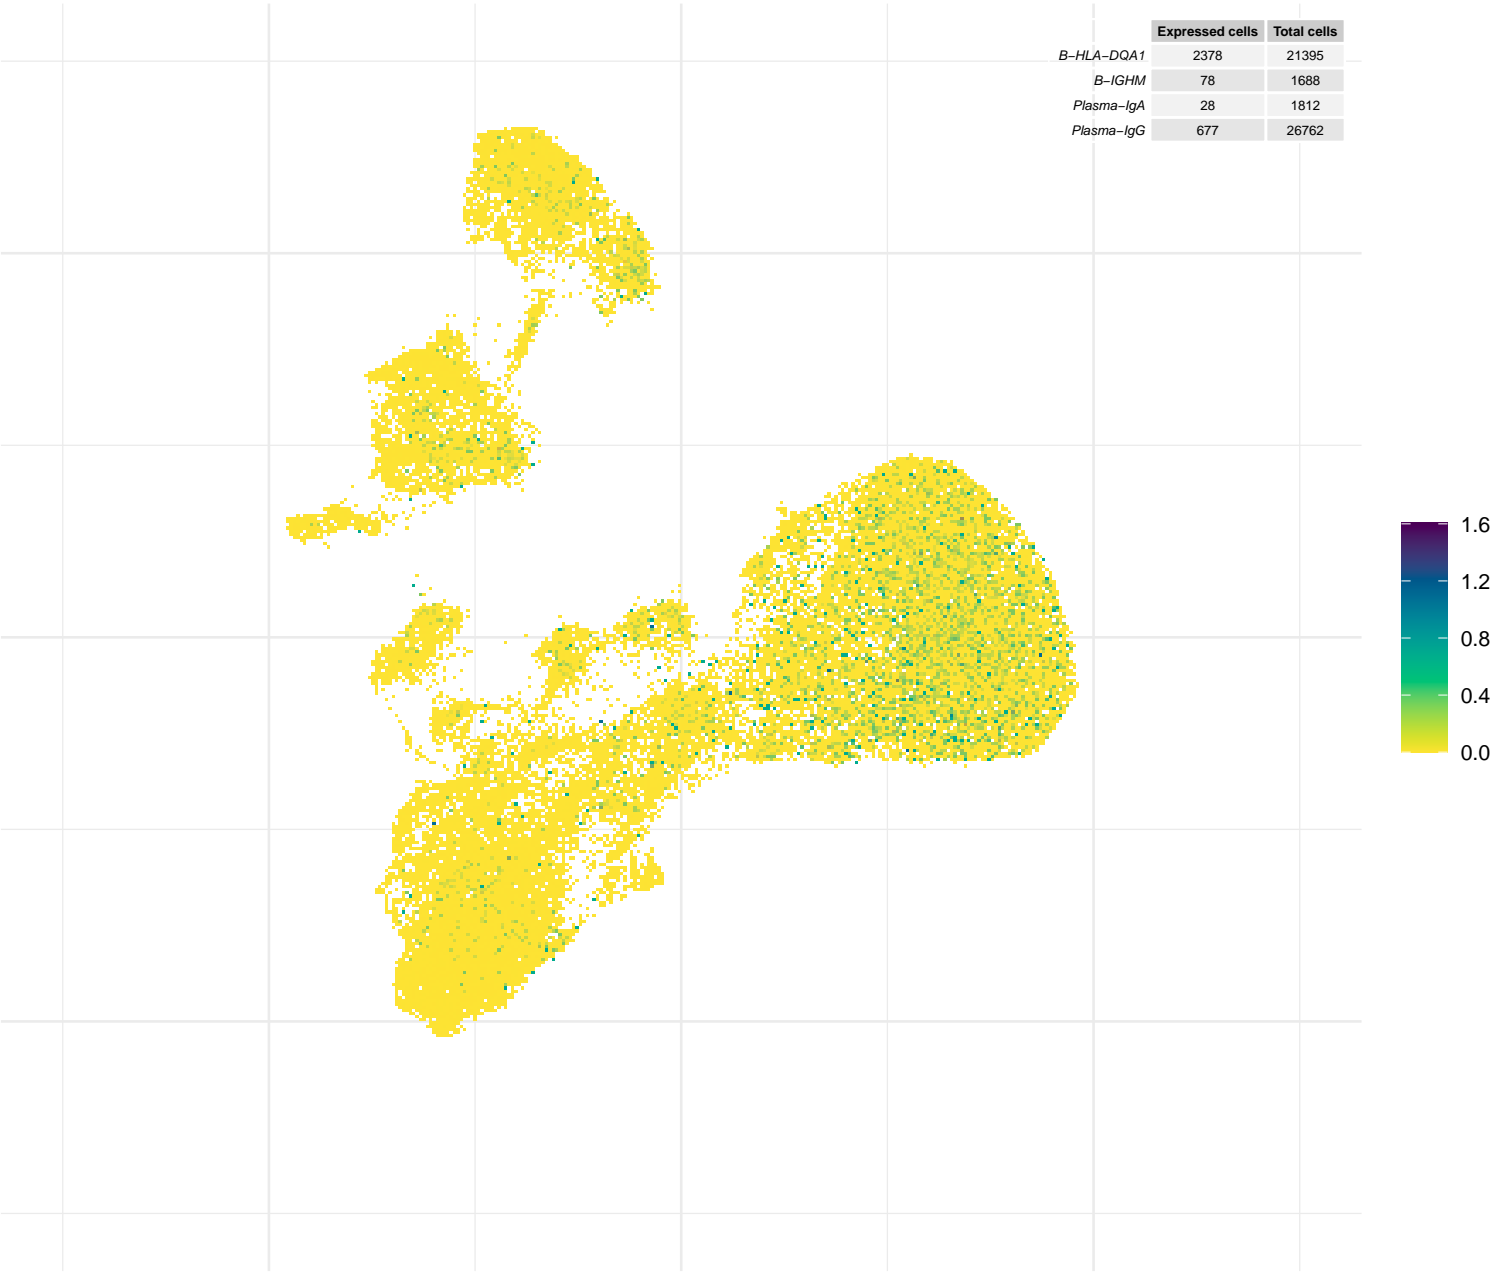 Expressed cells Total cells
B−HLA−DQA1 2378 21395
B−IGHM 78 1688
Plasma−IgA 28 1812
Plasma−IgG 677 26762
1.6
1.2
0.8
0.4
0.0